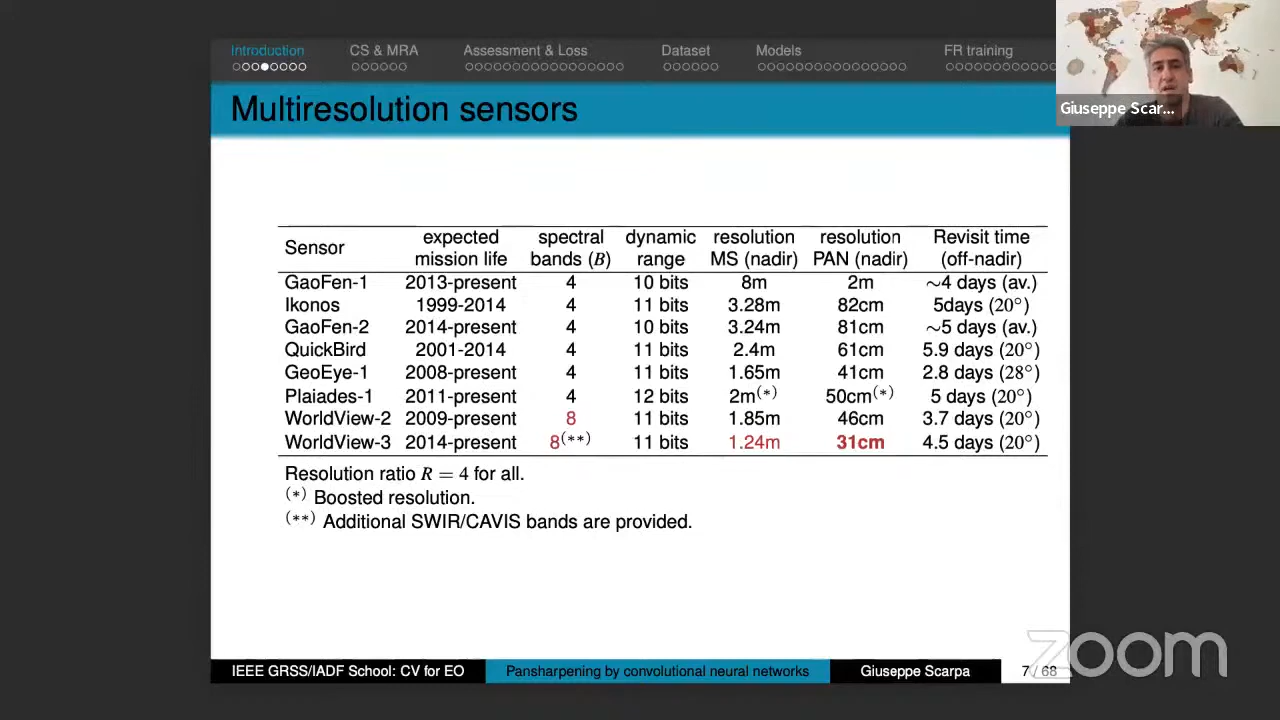 Introduction CS & MRA Assessment & Loss Dataset Models FR training
Giuseppe Scar...
Multiresolution sensors
Sensor expected mission life spectral bands (B) dynamic range resolution MS (nadir) resolution PAN (nadir) Revisit time (off-nadir)
GaoFen-1 2013-present 4 10 bits 8m 2m ∼4 days (av.)
Ikonos 1999-2014 4 11 bits 3.28m 82cm 5days (20°)
GaoFen-2 2014-present 4 10 bits 3.24m 81cm ∼5 days (av.)
QuickBird 2001-2014 4 11 bits 2.4m 61cm 5.9 days (20°)
GeoEye-1 2008-present 4 11 bits 1.65m 41cm 2.8 days (28°)
Plaiades-1 2011-present 4 12 bits 2m(*) 50cm(*) 5 days (20°)
WorldView-2 2009-present 8 11 bits 1.85m 46cm 3.7 days (20°)
WorldView-3 2014-present 8(**) 11 bits 1.24m 31cm 4.5 days (20°)
Resolution ratio R = 4 for all.
(*) Boosted resolution.
(**) Additional SWIR/CAVIS bands are provided.
IEEE GRSS/IADF School: CV for EO Pansharpening by convolutional neural networks Giuseppe Scarpa 7 / 68
zoom